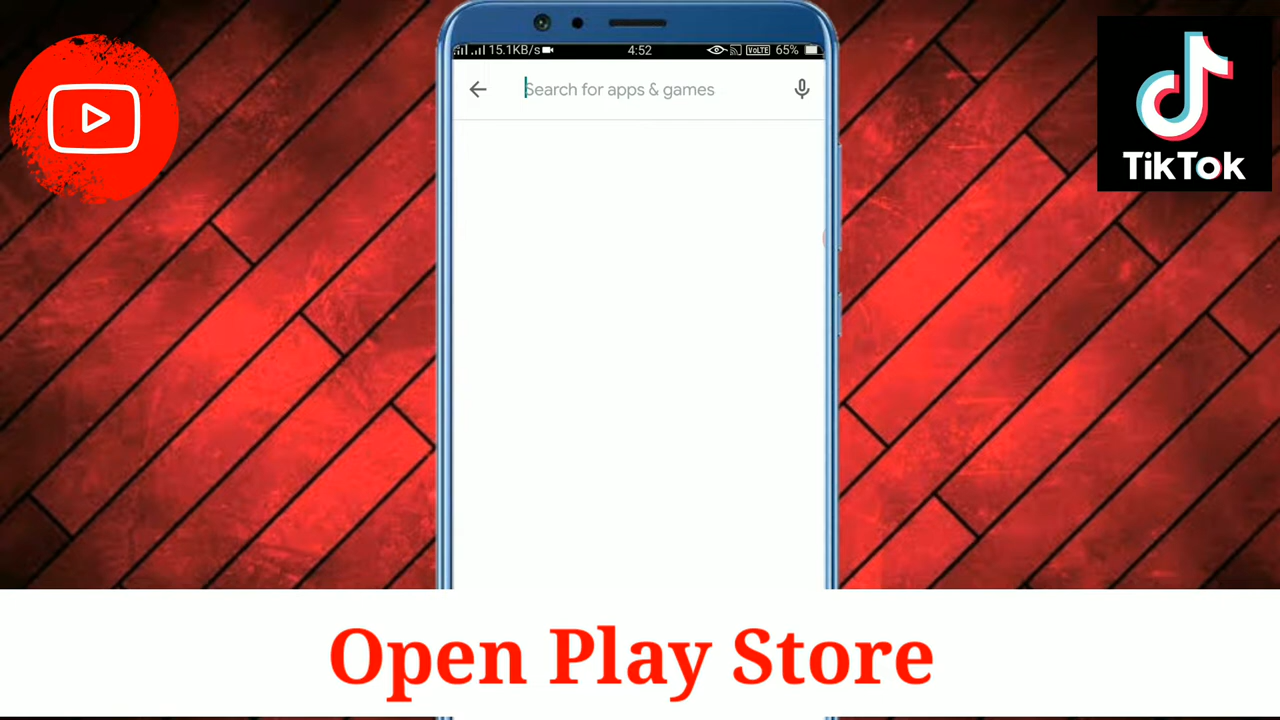 15.1KB/s 4:52 VoLTE 65%
Search for apps & games
TikTok
Open Play Store